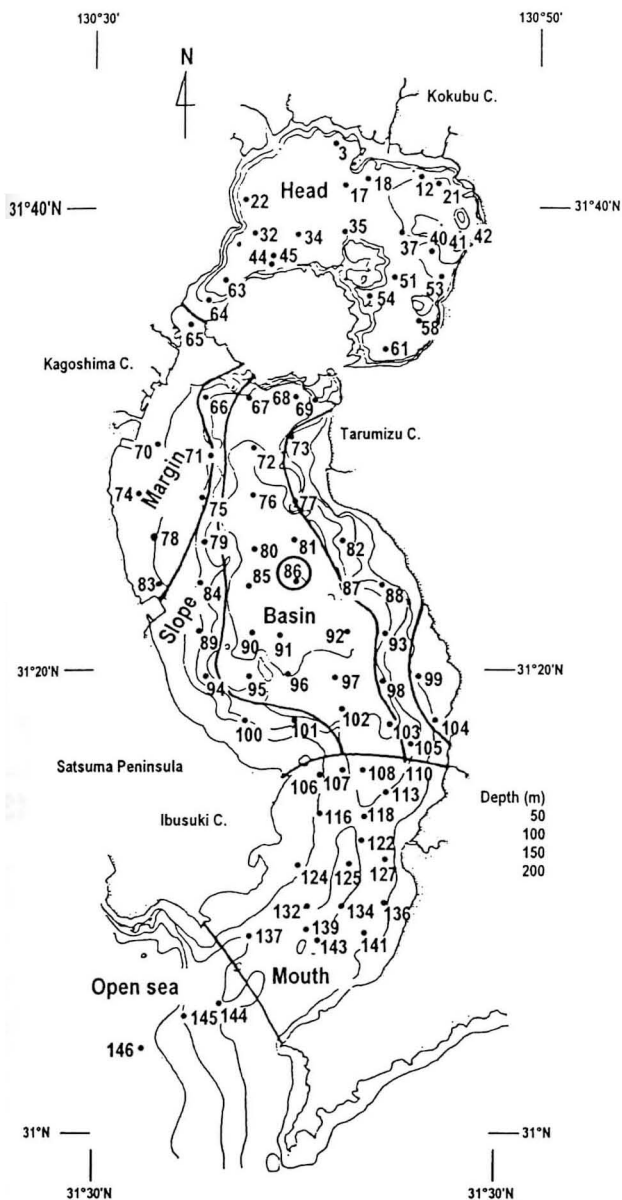 130°30' 130°50'
N
Kokubu C.
3
18 12 21
Head 17
31°40'N 31°40'N
22
32 34 35 37 40 41 42
44 45
51 53
63 54
64
65 58
61
Kagoshima C.
66 67 68 69
Tarumizu C.
70 71 72 73
Margin
74 75 76 77
78 79 80 81 82
83 84 85 86 87 88
Slope Basin
89 90 91 92 93
31°20'N 31°20'N
94 95 96 97 98 99
100 101 102 103 104
105
Satsuma Peninsula
106 107 108 110
113
Depth (m)
50
100
150
200
Ibusuki C.
116 118
122
124 125 127
132 134 136
137 139 141
143
Mouth
Open sea
145 144
146
31°N 31°N
31°30' 31°30'